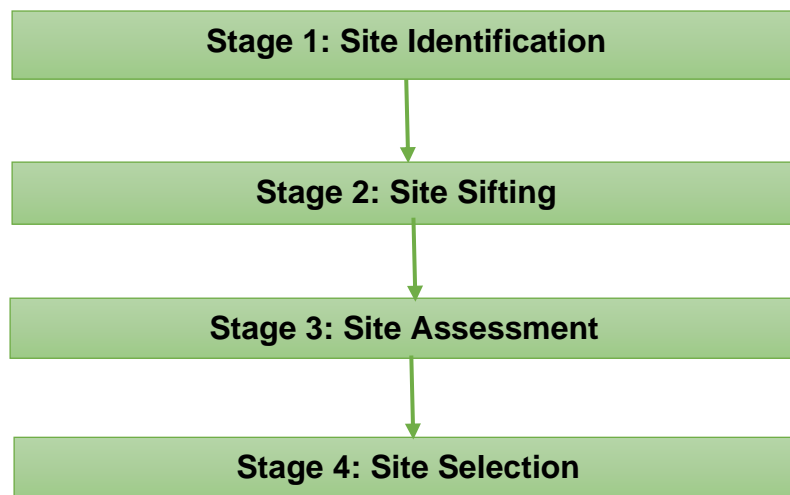 Stage 1: Site Identification
Stage 2: Site Sifting
Stage 3: Site Assessment
Stage 4: Site Selection